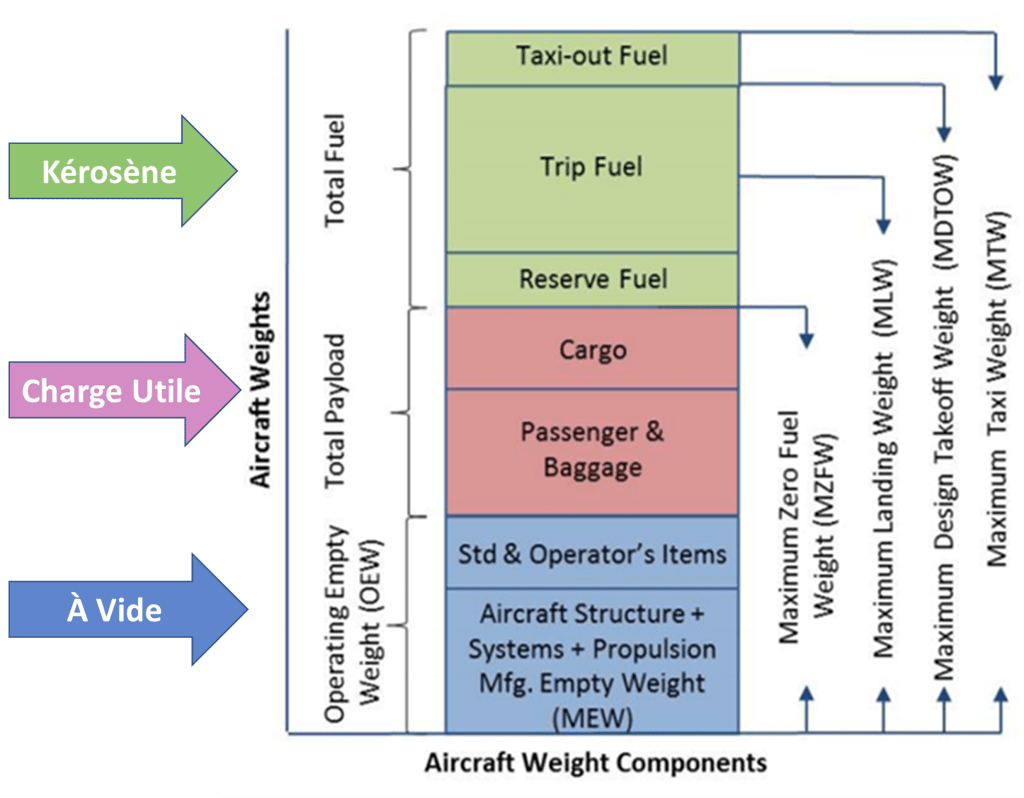 Kérosène
Charge Utile
À Vide
Aircraft Weights
Total Fuel
Total Payload
Operating Empty
Weight (OEW)
Taxi-out Fuel
Trip Fuel
Reserve Fuel
Cargo
Passenger &
Baggage
Std & Operator's Items
Aircraft Structure +
Systems + Propulsion
Mfg. Empty Weight
(MEW)
Maximum Zero Fuel
Weight (MZFW)
Maximum Landing Weight (MLW)
Maximum Design Takeoff Weight (MDTOW)
Maximum Taxi Weight (MTW)
Aircraft Weight Components